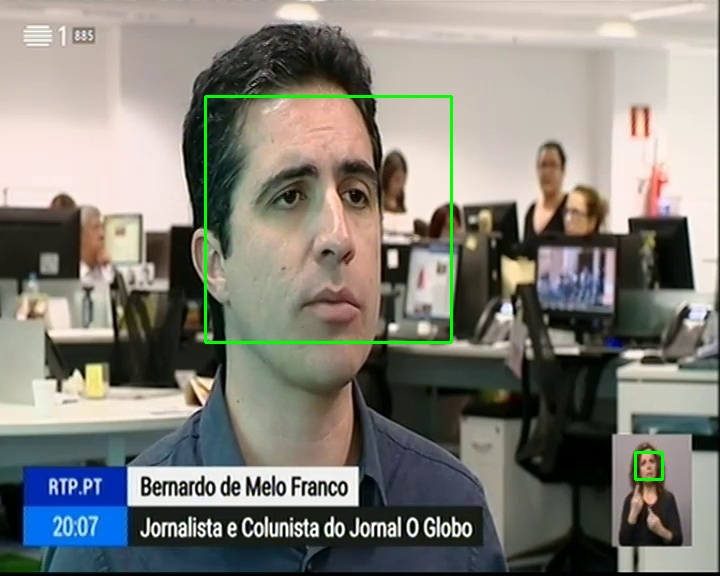 1 885
RTP.PT
Bernardo de Melo Franco
20:07
Jornalista e Colunista do Jornal O Globo